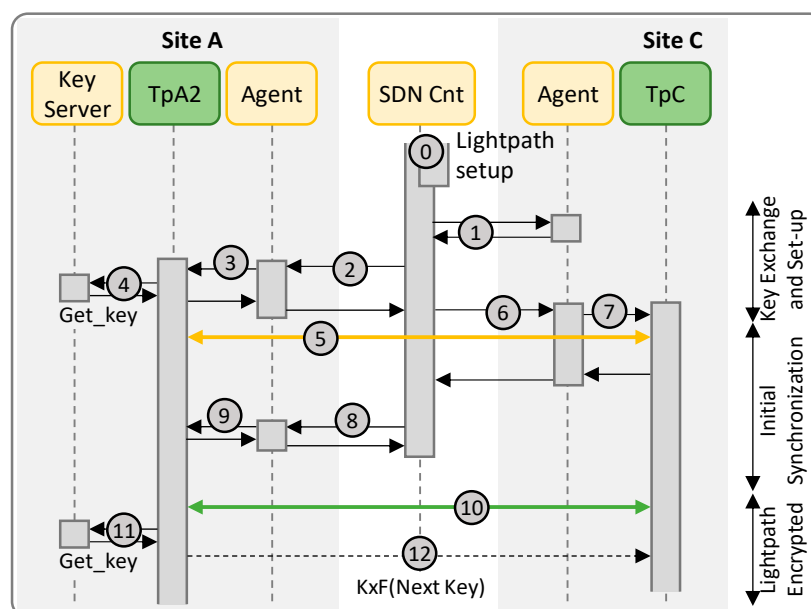 Site A
Site C
Key
Server
TpA2
Agent
SDN Cnt
Agent
TpC
0
Lightpath
setup
1
2
3
4
Get_key
5
6
7
8
9
10
11
Get_key
12
KxF(Next Key)
Key Exchange
and Set-up
Initial
Synchronization
Lightpath
Encrypted